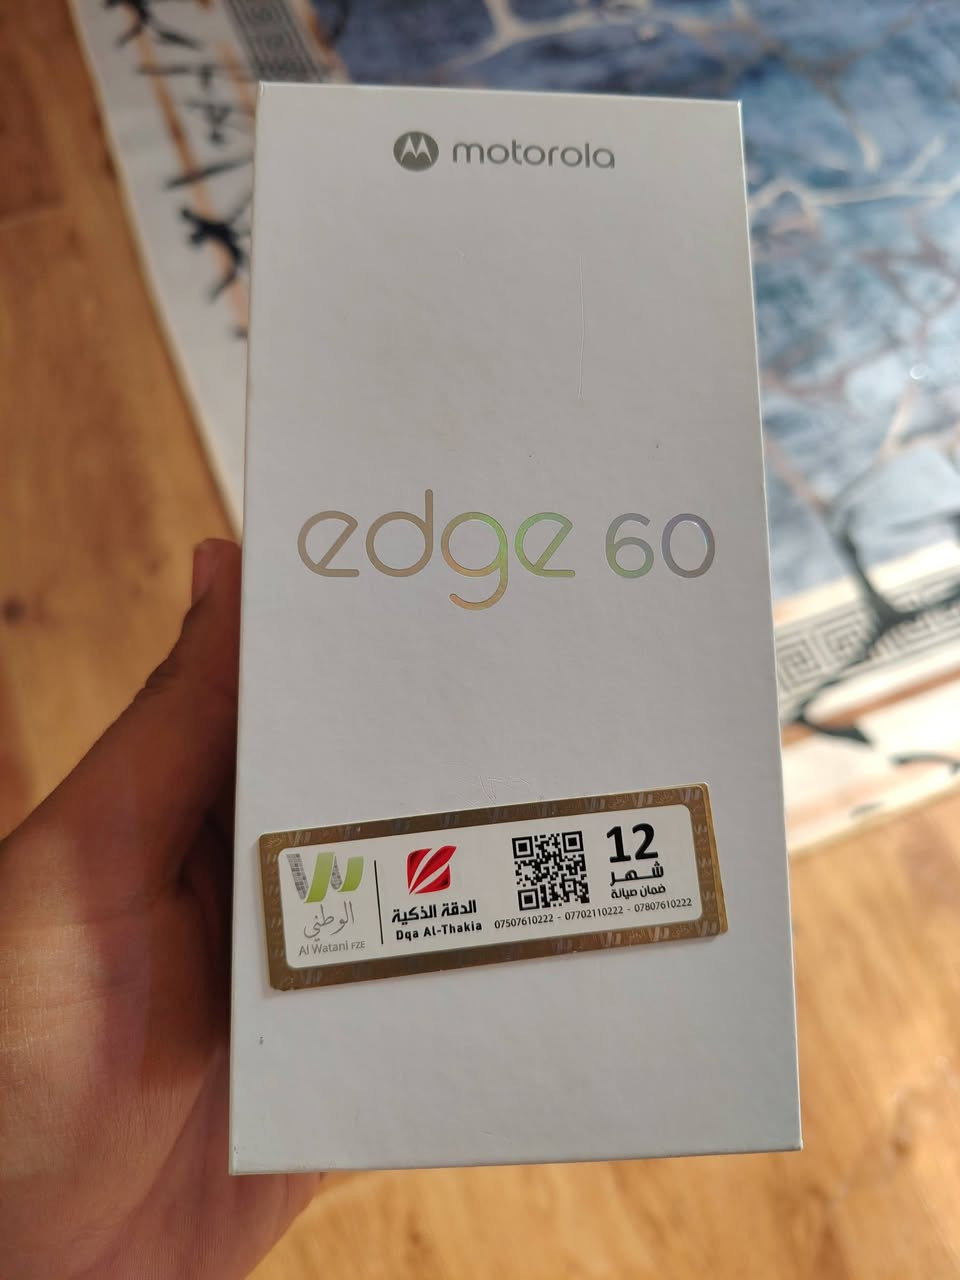 motorola
edge 60
الوطني
Al Watani FZE
الدقة الذكية
Dqa Al-Thakia
12
شهر
ضمان صيانة
07507610222 - 07702110222 - 07807610222